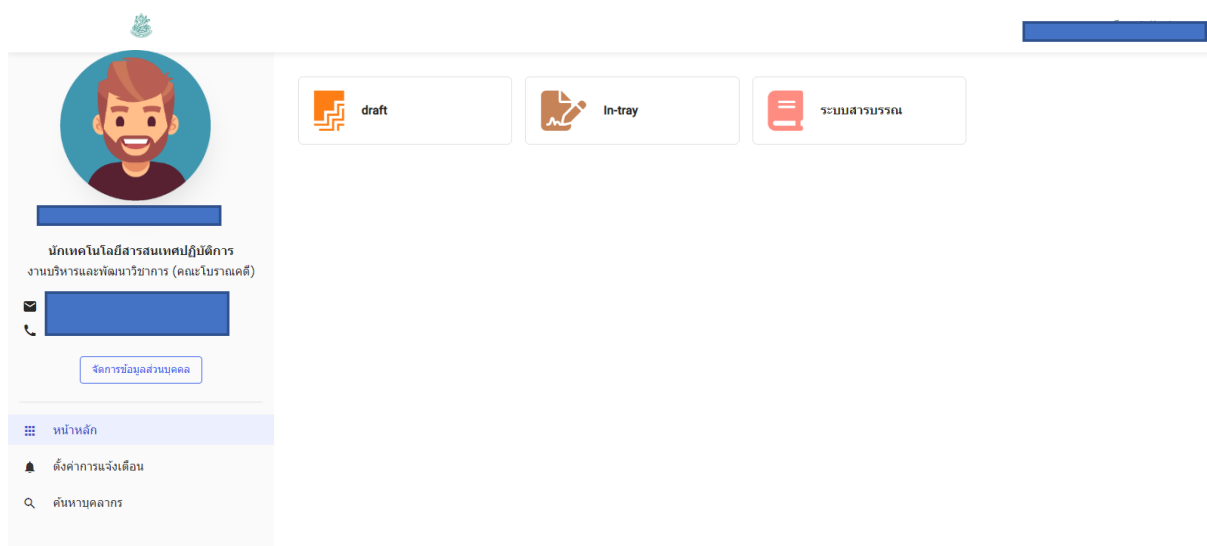 draft
In-tray
ระบบสารบรรณ
นักเทคโนโลยีสารสนเทศปฏิบัติการ
งานบริหารและพัฒนาวิชาการ (คณะโบราณคดี)
จัดการข้อมูลส่วนบุคคล
หน้าหลัก
ตั้งค่าการแจ้งเตือน
ค้นหาบุคลากร